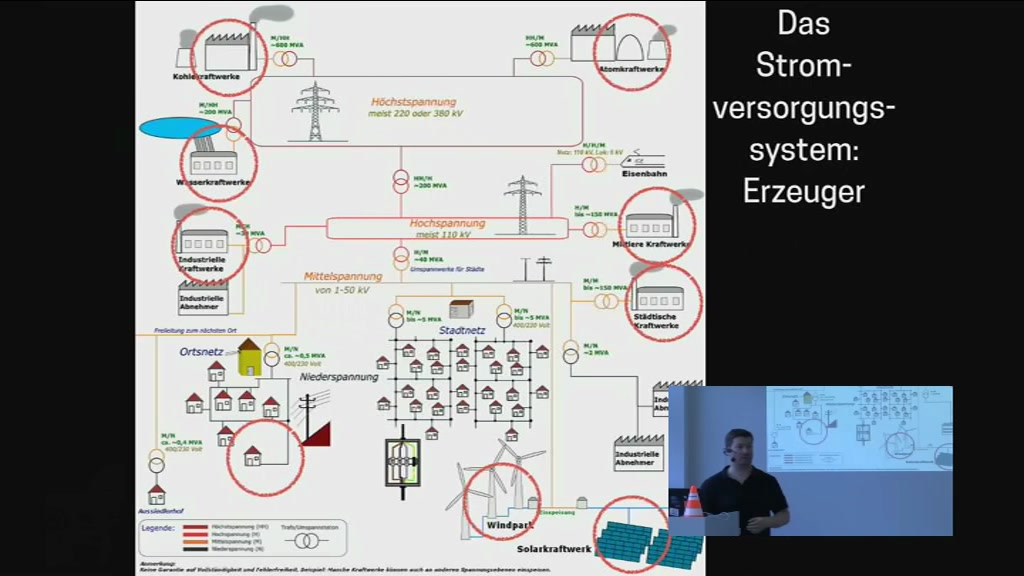 Das
Strom-
versorgungs-
system:
Erzeuger
M/HH
~600 MVA
HH/M
~600 MVA
Kohlekraftwerke
Atomkraftwerke
M/HH
~200 MVA
Höchstspannung
meist 220 oder 380 kV
H/H/M
Netz: 110 kV, Lok: 5 kV
Eisenbahn
Wasserkraftwerke
HH/H
~200 MVA
H/M
bis ~150 MVA
Hochspannung
meist 110 kV
Mittlere Kraftwerke
Industrielle
Kraftwerke
H/M
~40 MVA
Umspannwerke für Städte
Mittelspannung
von 1-50 kV
M/M
bis ~150 MVA
Industrielle
Abnehmer
Städtische
Kraftwerke
M/N
bis ~5 MVA
M/N
bis ~5 MVA
400/230 Volt
Freileitung zum nächsten Ort
Stadtnetz
Ortsnetz
M/N
ca. ~0,5 MVA
400/230 Volt
M/N
~2 MVA
Niederspannung
M/N
ca. ~0,4 MVA
400/230 Volt
Industrielle
Abnehmer
Aussiedlerhof
Windpark
Einspeisung
Solarkraftwerk
Legende:
Höchstspannung (HH)
Hochspannung (H)
Mittelspannung (M)
Niederspannung (N)
Trafo/Umspannstation
Anmerkung:
Keine Garantie auf Vollständigkeit und Fehlerfreiheit. Beispiel: Manche Kraftwerke können auch an anderen Spannungsebenen einspeisen.